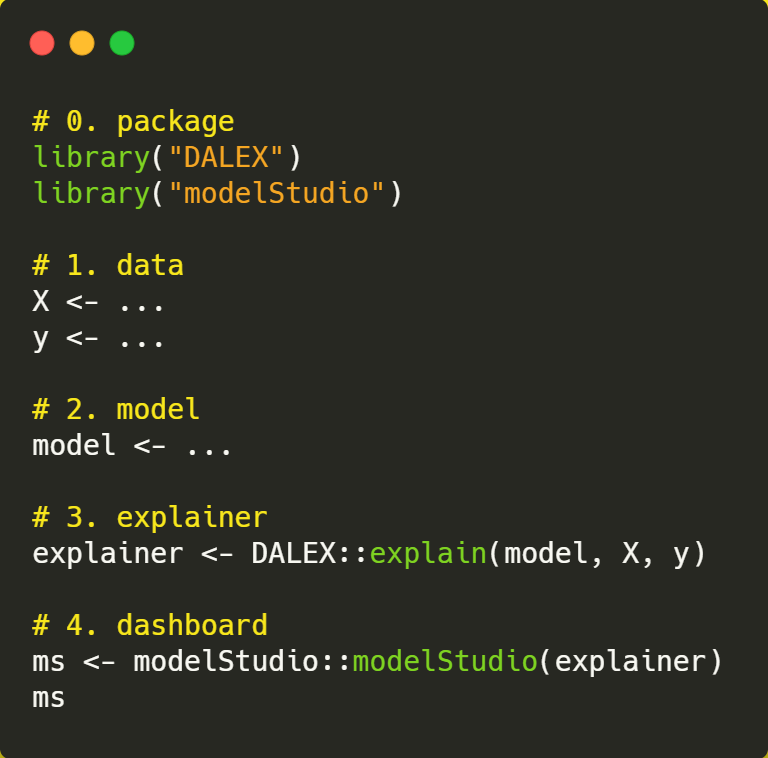 # 0. package
library("DALEX")
library("modelStudio")
# 1. data
X <- ...
y <- ...
# 2. model
model <- ...
# 3. explainer
explainer <- DALEX::explain(model, X, y)
# 4. dashboard
ms <- modelStudio::modelStudio(explainer)
ms